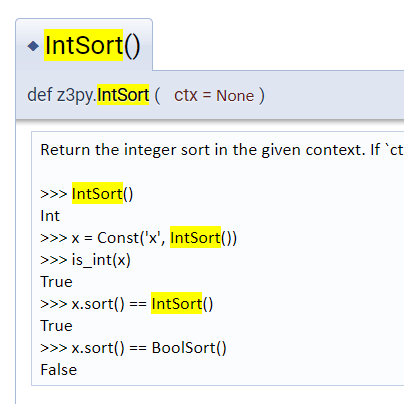 ◆ IntSort()
def z3py.IntSort ( ctx = None )
Return the integer sort in the given context. If `ct
>>> IntSort()
Int
>>> x = Const('x', IntSort())
>>> is_int(x)
True
>>> x.sort() == IntSort()
True
>>> x.sort() == BoolSort()
False